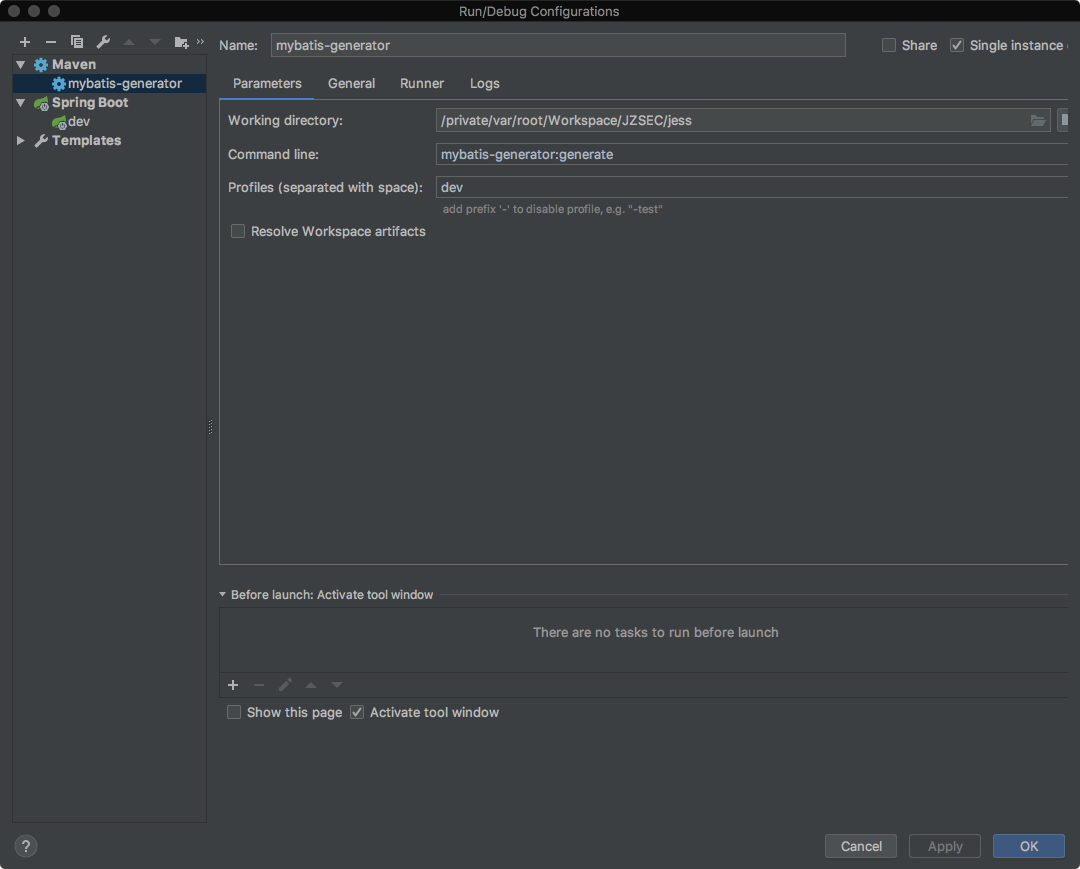 Run/Debug Configurations
Name: mybatis-generator Share Single instance
Maven
mybatis-generator
Spring Boot
dev
Templates
Parameters General Runner Logs
Working directory: /private/var/root/Workspace/JZSEC/jess
Command line: mybatis-generator:generate
Profiles (separated with space): dev
add prefix '-' to disable profile, e.g. "-test"
Resolve Workspace artifacts
Before launch: Activate tool window
There are no tasks to run before launch
Show this page Activate tool window
? Cancel Apply OK